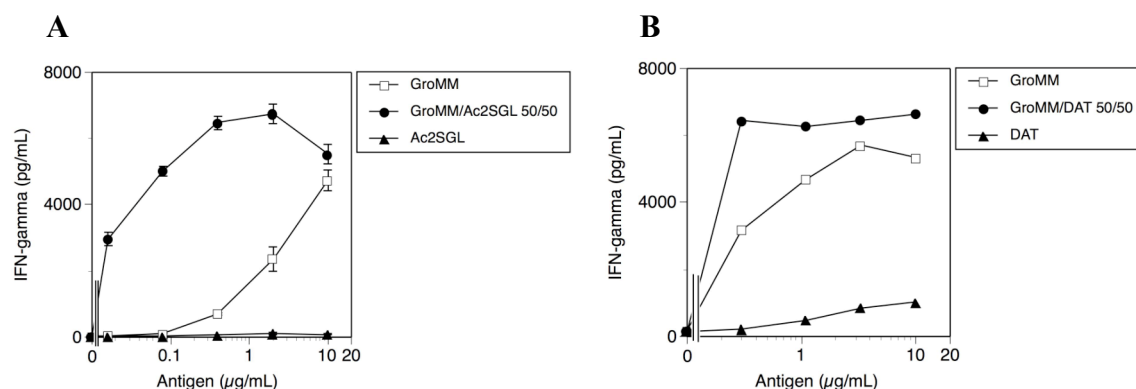 A
8000
4000
0
IFN-gamma (pg/mL)
0
0.1
1
10
20
Antigen (µg/mL)
GroMM
GroMM/Ac2SGL 50/50
Ac2SGL
B
8000
4000
0
IFN-gamma (pg/mL)
0
1
10
20
Antigen (µg/mL)
GroMM
GroMM/DAT 50/50
DAT